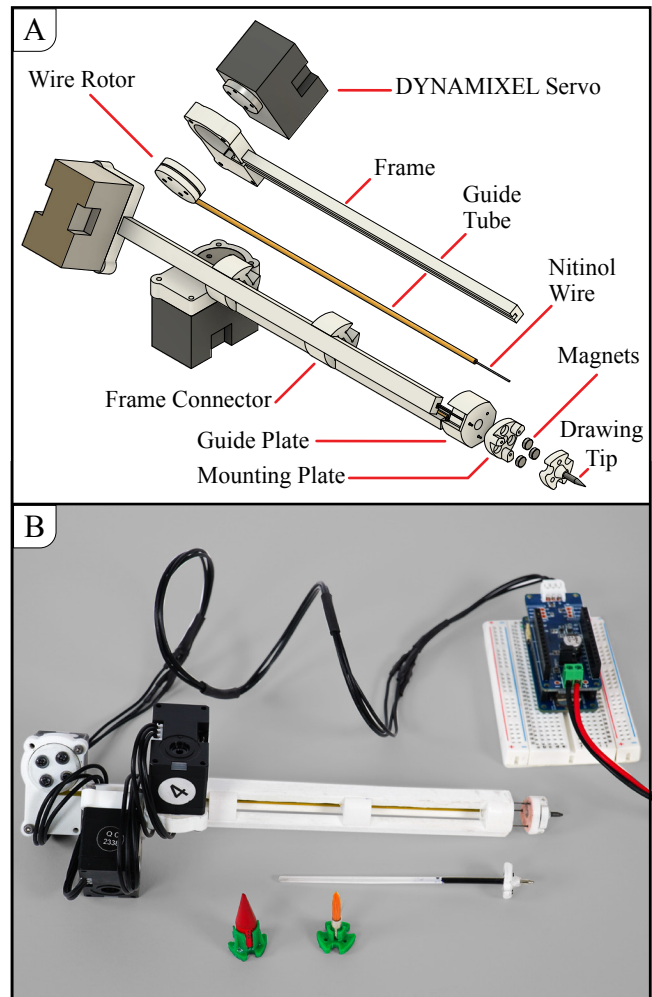 A
Wire Rotor
DYNAMIXEL Servo
Frame
Guide
Tube
Nitinol
Wire
Magnets
Frame Connector
Guide Plate
Drawing
Tip
Mounting Plate
B
4